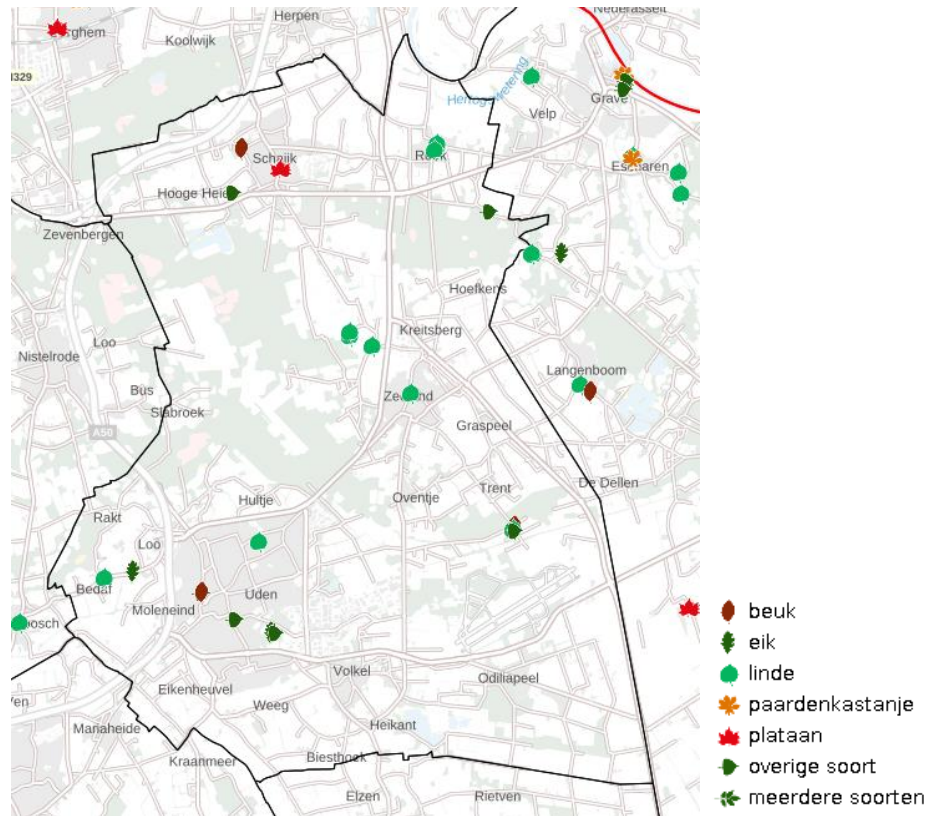 Herpen
Nederasselt
Koolwijk
N329
Hertogswetering
Grave
Velp
Schaijk
Reek
Escharen
Hooge Heide
Zevenbergen
Hoefkens
Kreitsberg
Loo
Nistelrode
Langenboom
Bus
Zeeland
Slabroek
Graspeel
A50
Trent
De Dellen
Hultje
Oventje
Rakt
Loo
Bedaf
Uden
Moleneind
beuk
eik
linde
Volkel
Odiliapeel
Eikenheuvel
Weeg
paardenkastanje
Mariaheide
Heikant
plataan
Biesthoek
Kraanmeer
overige soort
Elzen
Rietven
meerdere soorten